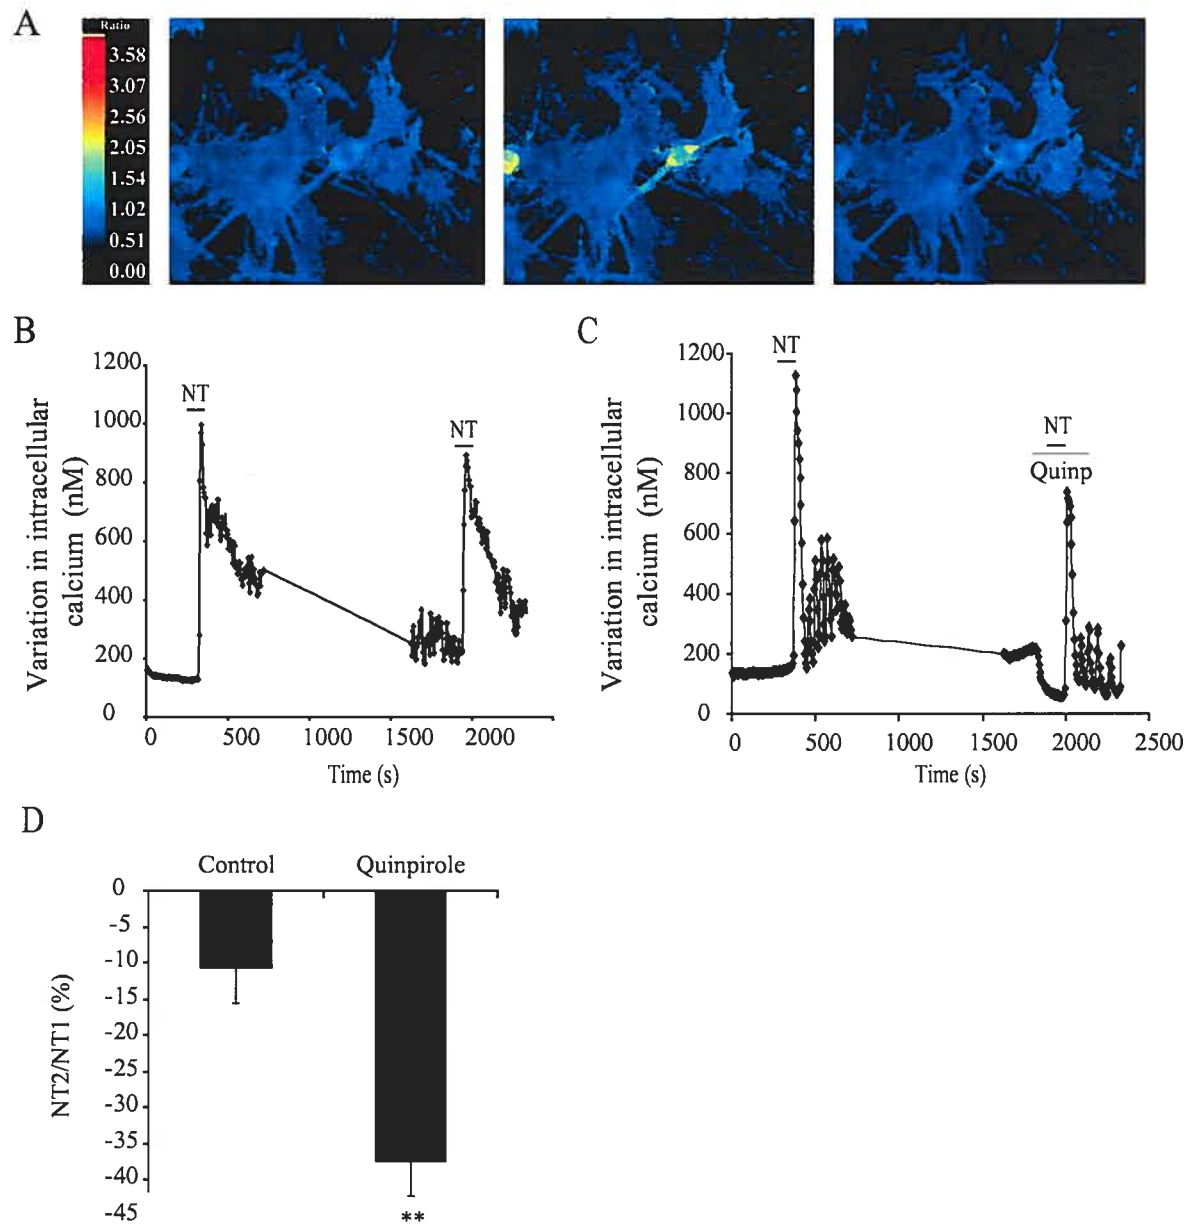 A
Ratio
3.58
3.07
2.56
2.05
1.54
1.02
0.51
0.00
B
Variation in intracellular
calcium (nM)
1200
1000
800
600
400
200
0
NT
NT
0 500 1000 1500 2000
Time (s)
C
Variation in intracellular
calcium (nM)
1200
1000
800
600
400
200
0
NT
NT
Quinp
0 500 1000 1500 2000 2500
Time (s)
D
Control Quinpirole
NT2/NT1 (%)
0
-5
-10
-15
-20
-25
-30
-35
-40
-45
**